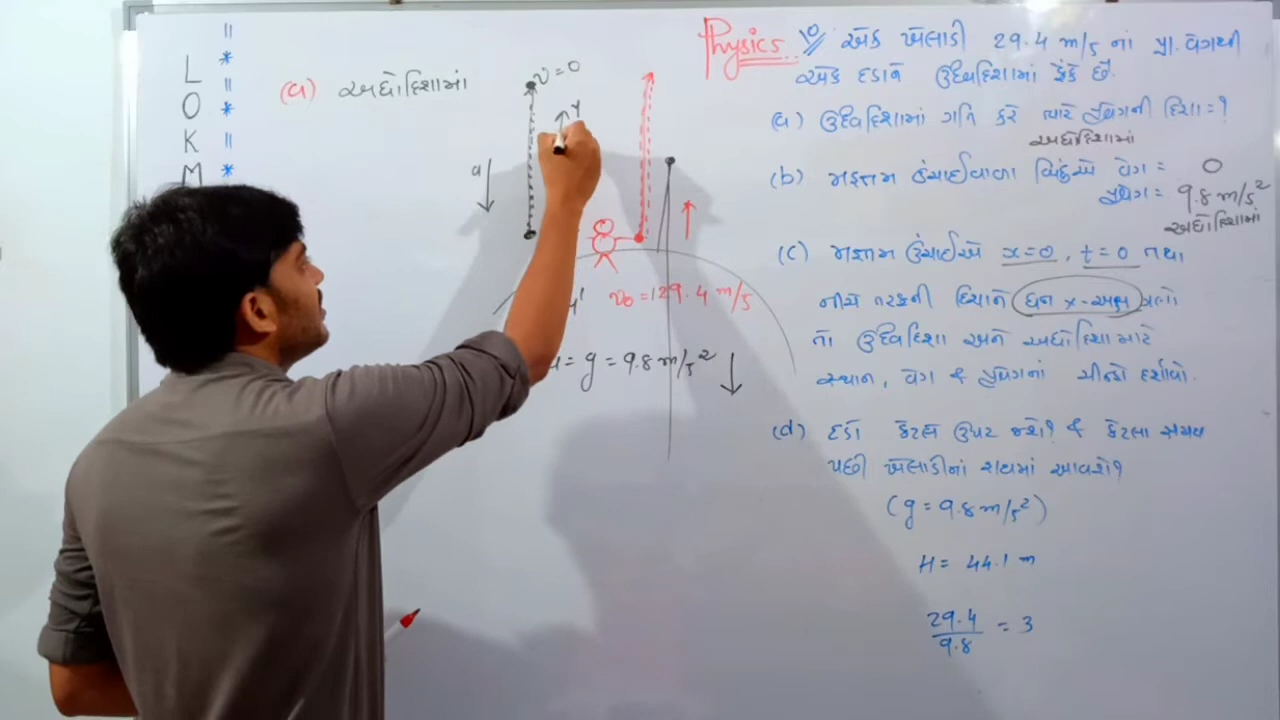 L
O
K
M
॥
*
॥
*
॥
*
(a) અધોદિશામાં
v = 0
Y
a
v₀ = 29.4 m/s
= g = 9.8 m/s²
Physics
એક ખેલાડી 29.4 m/s નાં પ્રા. વેગથી
એક દડાને ઉર્ધ્વદિશામાં ફેંકે છે.
(a) ઉર્ધ્વદિશામાં ગતિ કરે ત્યારે પ્રવેગની દિશા = ?
અધોદિશામાં
(b) મહત્તમ ઉંચાઈવાળા બિંદુએ વેગ = 0
પ્રવેગ = 9.8 m/s²
અધોદિશામાં
(c) મહત્તમ ઉંચાઈએ x = 0, t = 0 તથા
નીચે તરફની દિશાને ધન x-અક્ષ
તો ઉર્ધ્વદિશા અને અધોદિશા માટે
સ્થાન, વેગ & પ્રવેગનાં ચીન્હો દર્શાવો.
(d) દડો કેટલે ઉપર જશે? & કેટલા સમય
પછી ખેલાડીનાં હાથમાં આવશે?
(g = 9.8 m/s²)
H = 44.1 m
29.4
9.8 = 3